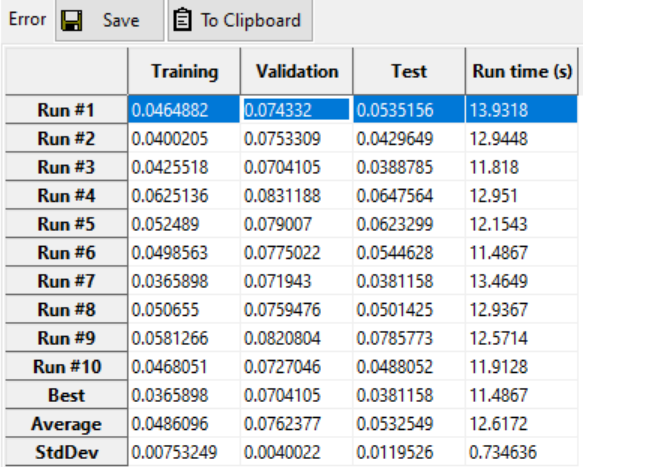 Error Save To Clipboard
Training Validation Test Run time (s)
Run #1 0.0464882 0.074332 0.0535156 13.9318
Run #2 0.0400205 0.0753309 0.0429649 12.9448
Run #3 0.0425518 0.0704105 0.0388785 11.818
Run #4 0.0625136 0.0831188 0.0647564 12.951
Run #5 0.052489 0.079007 0.0623299 12.1543
Run #6 0.0498563 0.0775022 0.0544628 11.4867
Run #7 0.0365898 0.071943 0.0381158 13.4649
Run #8 0.050655 0.0759476 0.0501425 12.9367
Run #9 0.0581266 0.0820804 0.0785773 12.5714
Run #10 0.0468051 0.0727046 0.0488052 11.9128
Best 0.0365898 0.0704105 0.0381158 11.4867
Average 0.0486096 0.0762377 0.0532549 12.6172
StdDev 0.00753249 0.0040022 0.0119526 0.734636